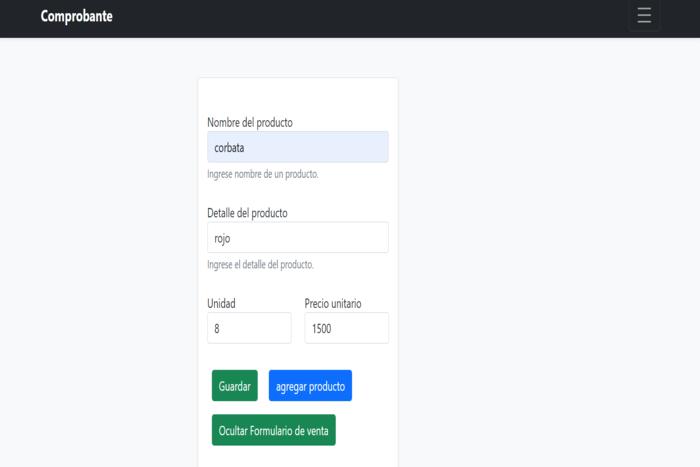 Comprobante
Nombre del producto
corbata
Ingrese nombre de un producto.
Detalle del producto
rojo
Ingrese el detalle del producto.
Unidad Precio unitario
8 1500
Guardar agregar producto
Ocultar Formulario de venta